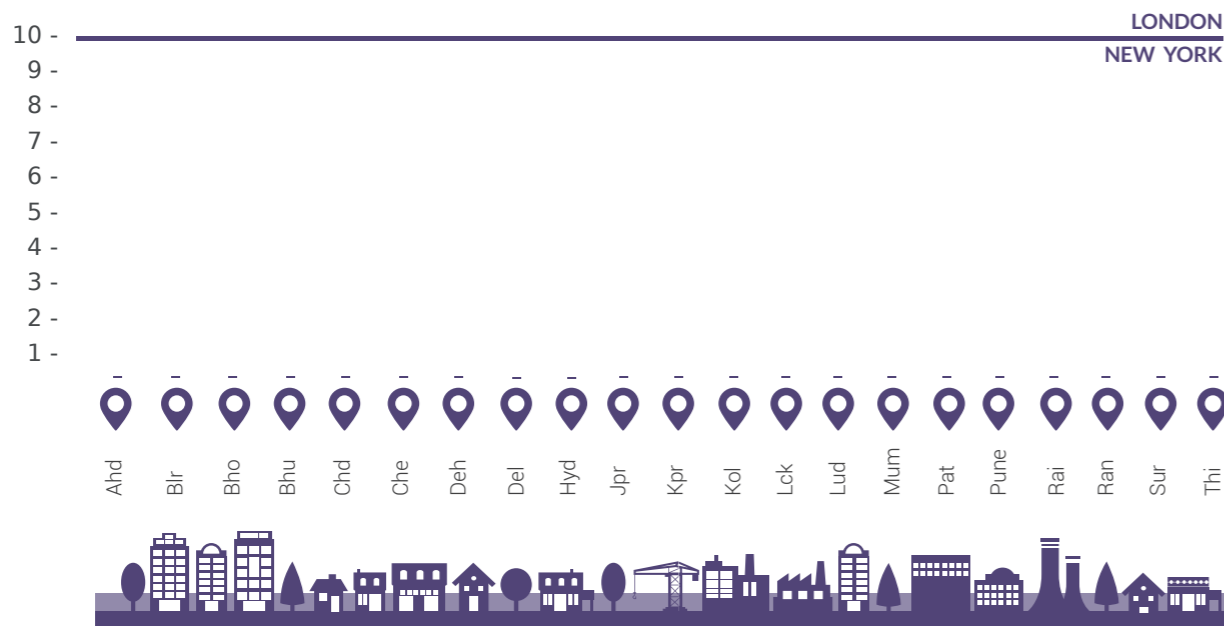 LONDON
10 -
NEW YORK
9 -
8 -
7 -
6 -
5 -
4 -
3 -
2 -
1 -
Ahd
Blr
Bho
Bhu
Chd
Che
Deh
Del
Hyd
Jpr
Kpr
Kol
Lck
Lud
Mum
Pat
Pune
Rai
Ran
Sur
Thi